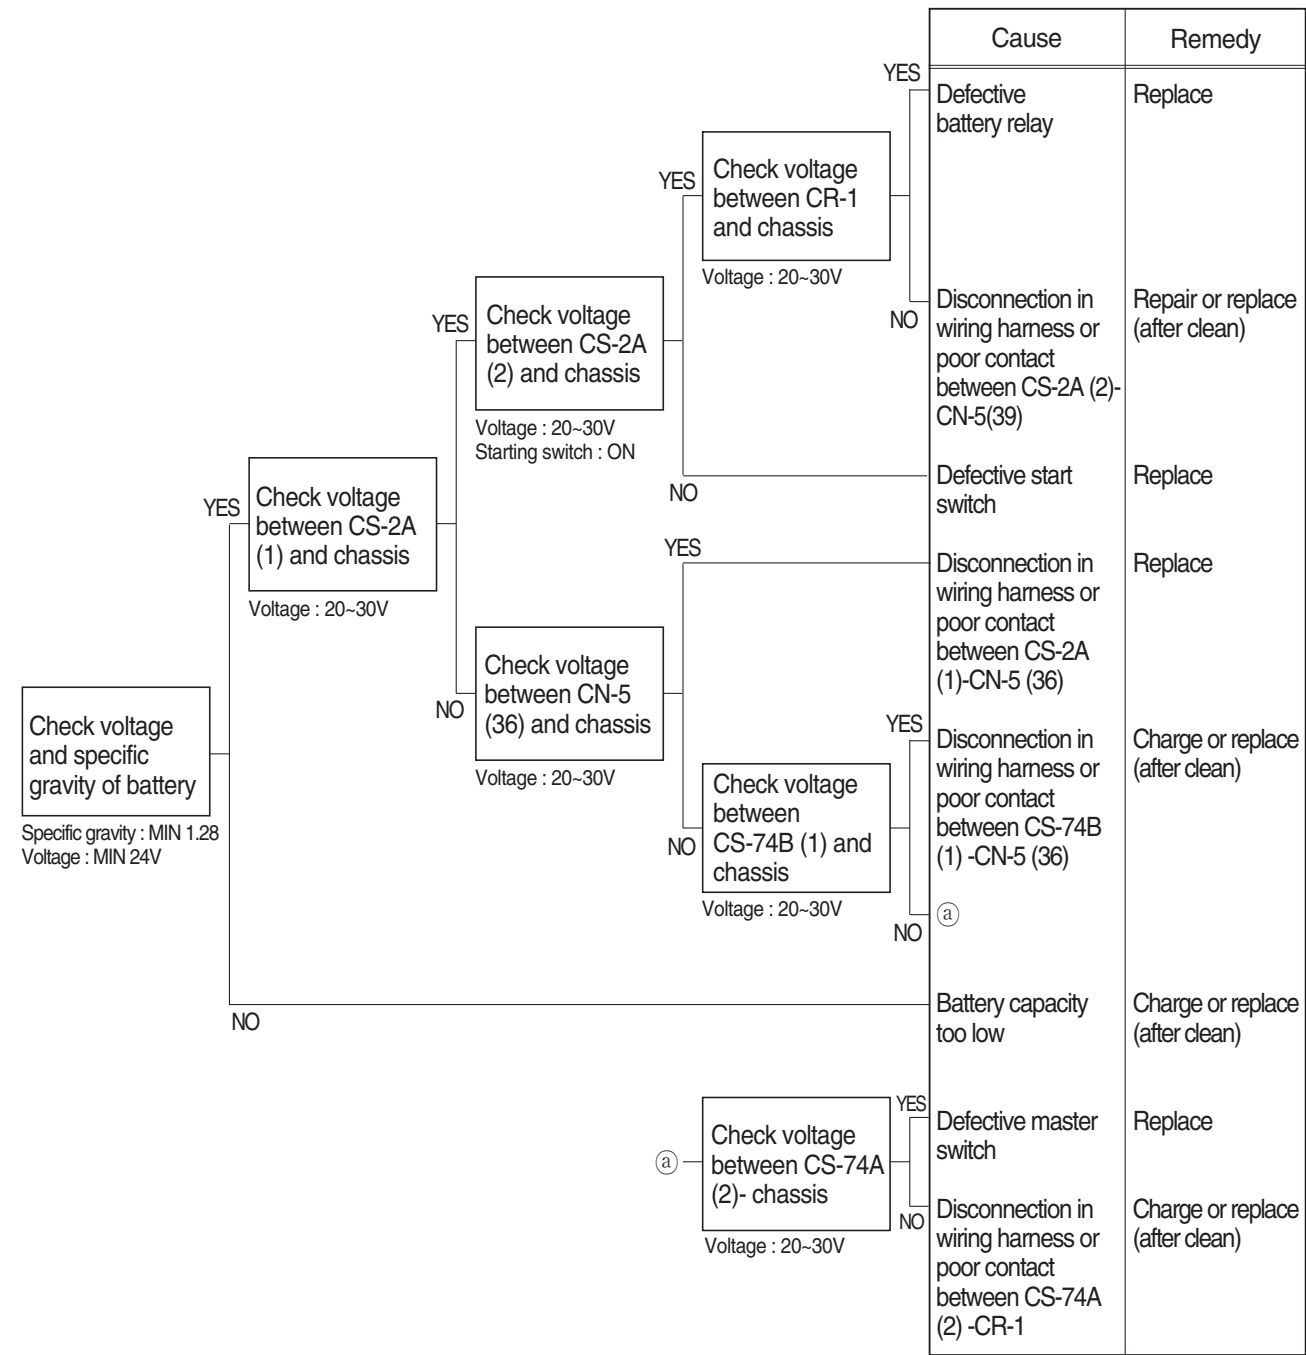 Cause
Remedy
YES
Defective
battery relay
Replace
Check voltage
between CR-1
and chassis
YES
Voltage : 20~30V
NO
Disconnection in
wiring harness or
poor contact
between CS-2A (2)-
CN-5(39)
Repair or replace
(after clean)
YES
Check voltage
between CS-2A
(2) and chassis
Voltage : 20~30V
Starting switch : ON
NO
Defective start
switch
Replace
YES
Check voltage
between CS-2A
(1) and chassis
Voltage : 20~30V
YES
Disconnection in
wiring harness or
poor contact
between CS-2A
(1)-CN-5 (36)
Replace
NO
Check voltage
between CN-5
(36) and chassis
Voltage : 20~30V
Check voltage
and specific
gravity of battery
Specific gravity : MIN 1.28
Voltage : MIN 24V
YES
Disconnection in
wiring harness or
poor contact
between CS-74B
(1) -CN-5 (36)
Charge or replace
(after clean)
NO
Check voltage
between
CS-74B (1) and
chassis
Voltage : 20~30V
NO
ⓐ
NO
Battery capacity
too low
Charge or replace
(after clean)
ⓐ
Check voltage
between CS-74A
(2)- chassis
Voltage : 20~30V
YES
Defective master
switch
Replace
NO
Disconnection in
wiring harness or
poor contact
between CS-74A
(2) -CR-1
Charge or replace
(after clean)